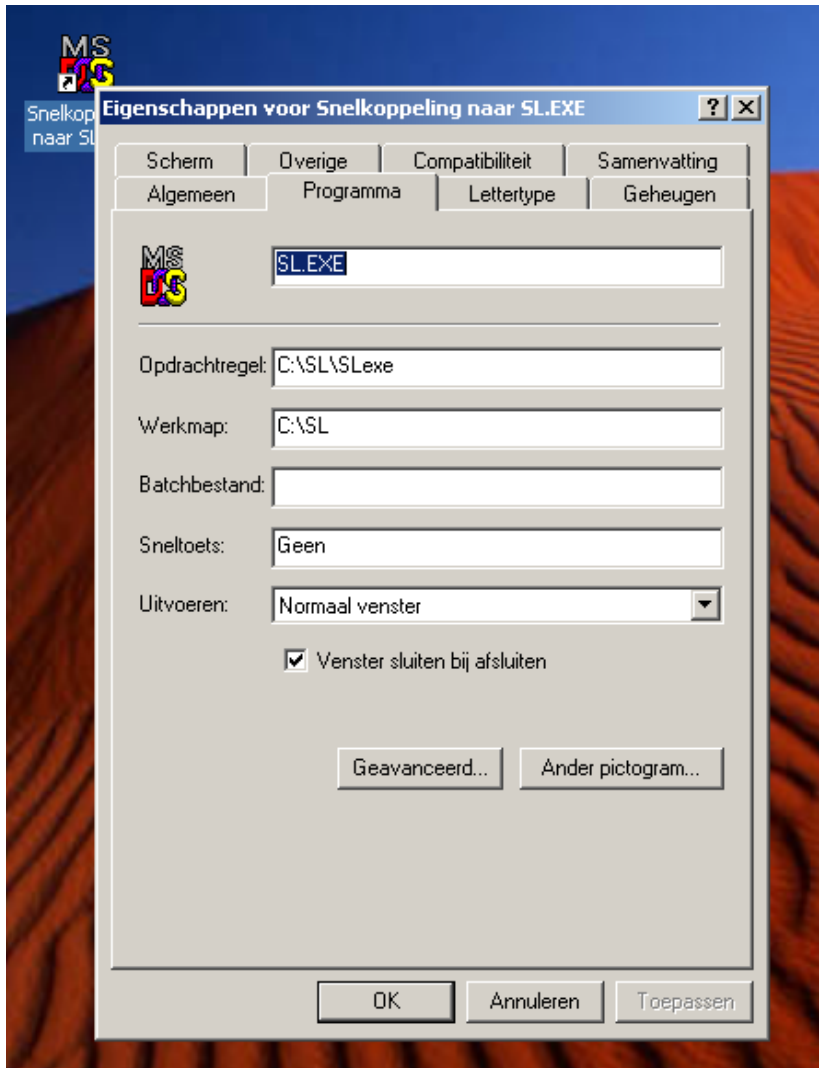 MS
DOS
Snelkop
naar SL
Eigenschappen voor Snelkoppeling naar SL.EXE
Scherm Overige Compatibiliteit Samenvatting
Algemeen Programma Lettertype Geheugen
MS
DOS
SL.EXE
Opdrachtregel: C:\SL\SLexe
Werkmap: C:\SL
Batchbestand:
Sneltoets: Geen
Uitvoeren: Normaal venster
Venster sluiten bij afsluiten
Geavanceerd... Ander pictogram...
OK Annuleren Toepassen